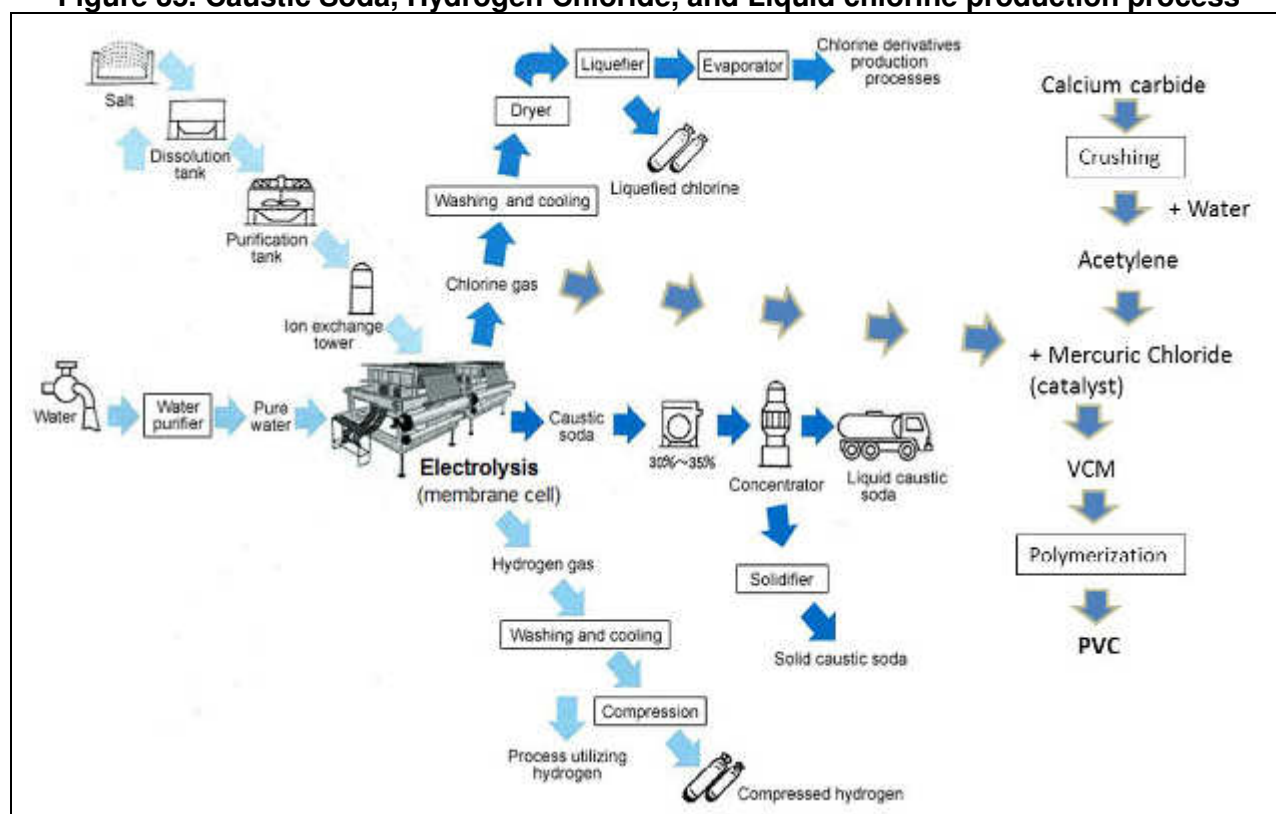 Figure 85: Caustic Soda, Hydrogen Chloride, and Liquid chlorine production process
Salt
Dissolution
tank
Purification
tank
Ion exchange
tower
Water
Water
purifier
Pure
water
Electrolysis
(membrane cell)
Chlorine gas
Washing and cooling
Dryer
Liquefier
Evaporator
Chlorine derivatives
production
processes
Liquefied chlorine
Caustic
soda
30%~35%
Concentrator
Liquid caustic
soda
Solidifier
Solid caustic soda
Hydrogen gas
Washing and cooling
Compression
Process utilizing
hydrogen
Compressed hydrogen
Calcium carbide
Crushing
+ Water
Acetylene
+ Mercuric Chloride
(catalyst)
VCM
Polymerization
PVC